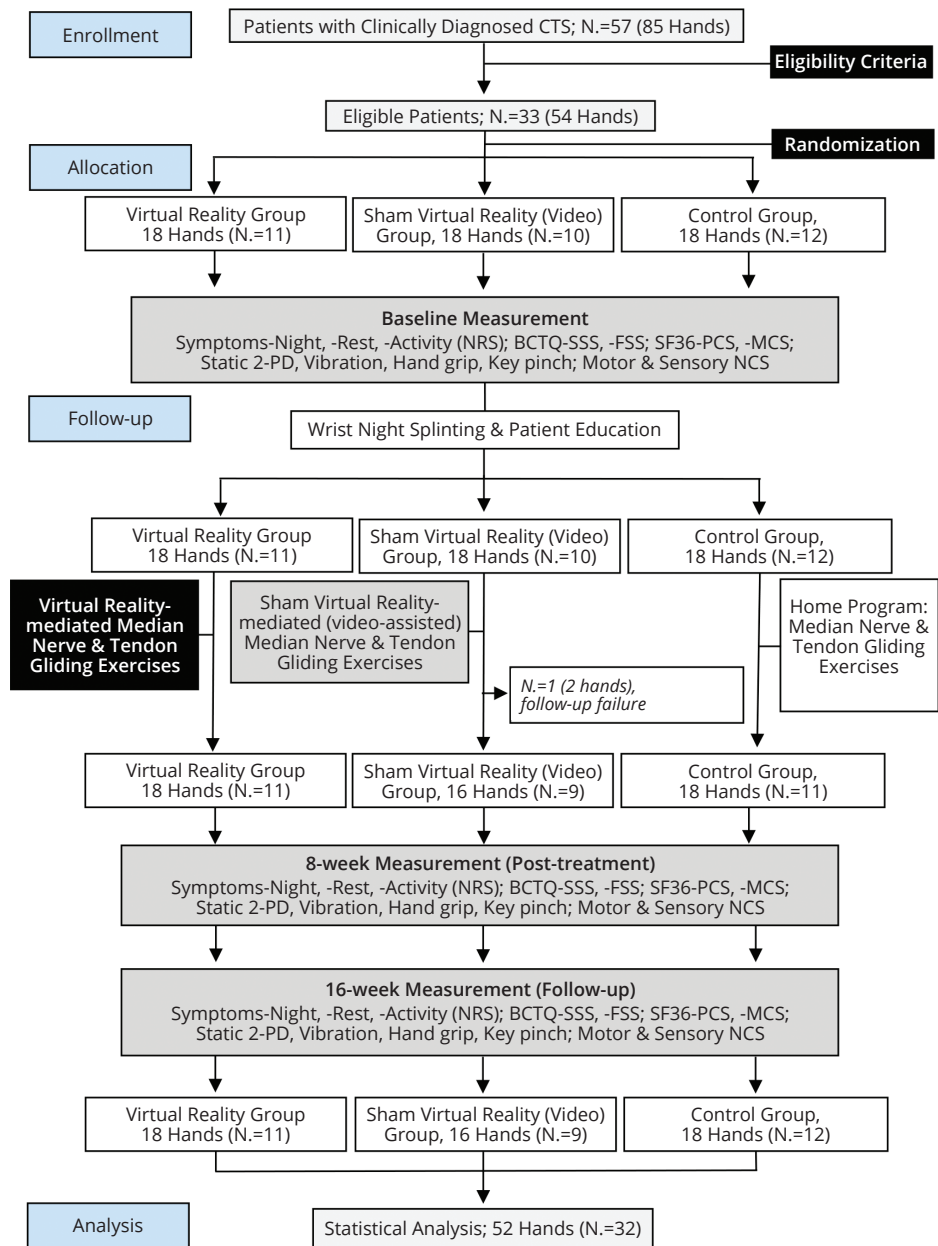 Enrollment
Patients with Clinically Diagnosed CTS; N.=57 (85 Hands)
Eligibility Criteria
Eligible Patients; N.=33 (54 Hands)
Randomization
Allocation
Virtual Reality Group
18 Hands (N.=11)
Sham Virtual Reality (Video)
Group, 18 Hands (N.=10)
Control Group,
18 Hands (N.=12)
Baseline Measurement
Symptoms-Night, -Rest, -Activity (NRS); BCTQ-SSS, -FSS; SF36-PCS, -MCS;
Static 2-PD, Vibration, Hand grip, Key pinch; Motor & Sensory NCS
Follow-up
Wrist Night Splinting & Patient Education
Virtual Reality Group
18 Hands (N.=11)
Sham Virtual Reality (Video)
Group, 18 Hands (N.=10)
Control Group,
18 Hands (N.=12)
Virtual Reality-
mediated Median
Nerve & Tendon
Gliding Exercises
Sham Virtual Reality-
mediated (video-assisted)
Median Nerve & Tendon
Gliding Exercises
Home Program:
Median Nerve &
Tendon Gliding
Exercises
N.=1 (2 hands),
follow-up failure
Virtual Reality Group
18 Hands (N.=11)
Sham Virtual Reality (Video)
Group, 16 Hands (N.=9)
Control Group,
18 Hands (N.=11)
8-week Measurement (Post-treatment)
Symptoms-Night, -Rest, -Activity (NRS); BCTQ-SSS, -FSS; SF36-PCS, -MCS;
Static 2-PD, Vibration, Hand grip, Key pinch; Motor & Sensory NCS
16-week Measurement (Follow-up)
Symptoms-Night, -Rest, -Activity (NRS); BCTQ-SSS, -FSS; SF36-PCS, -MCS;
Static 2-PD, Vibration, Hand grip, Key pinch; Motor & Sensory NCS
Virtual Reality Group
18 Hands (N.=11)
Sham Virtual Reality (Video)
Group, 16 Hands (N.=9)
Control Group,
18 Hands (N.=12)
Analysis
Statistical Analysis; 52 Hands (N.=32)